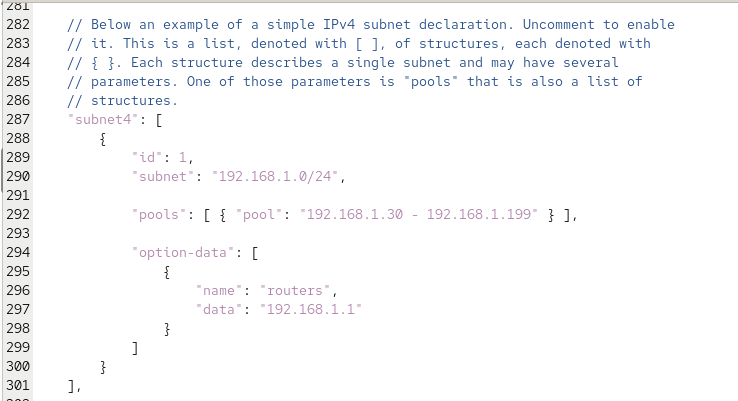 281
282 // Below an example of a simple IPv4 subnet declaration. Uncomment to enable
283 // it. This is a list, denoted with [ ], of structures, each denoted with
284 // { }. Each structure describes a single subnet and may have several
285 // parameters. One of those parameters is "pools" that is also a list of
286 // structures.
287 "subnet4": [
288 {
289 "id": 1,
290 "subnet": "192.168.1.0/24",
291
292 "pools": [ { "pool": "192.168.1.30 - 192.168.1.199" } ],
293
294 "option-data": [
295 {
296 "name": "routers",
297 "data": "192.168.1.1"
298 }
299 ]
300 }
301 ],